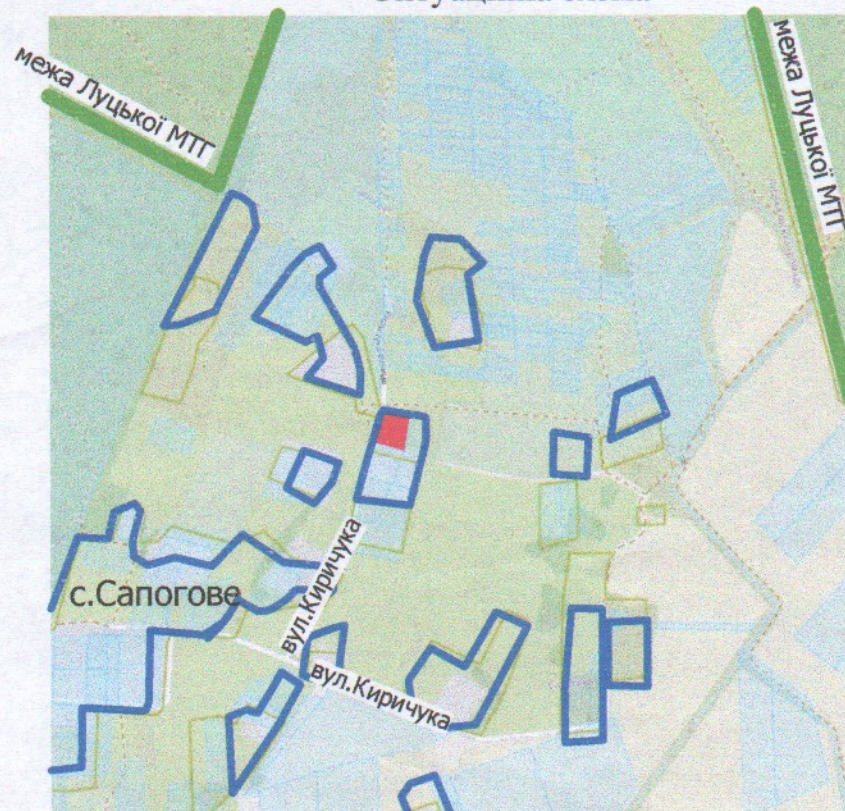 межа Луцької МТГ
межа Луцької МТГ
с.Сапогове
вул.Киричука
вул.Киричука